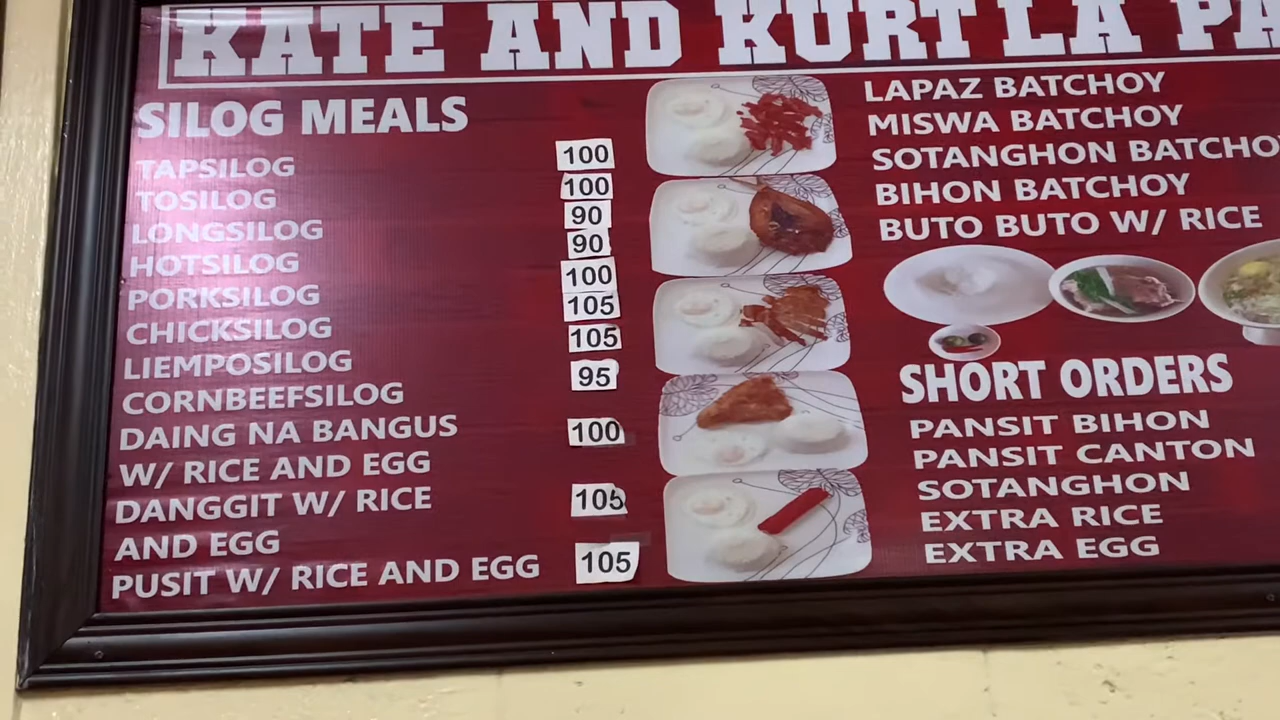 KATE AND KURT LA PA
SILOG MEALS
TAPSILOG 100
TOSILOG 100
LONGSILOG 90
HOTSILOG 90
PORKSILOG 100
CHICKSILOG 105
LIEMPOSILOG 105
CORNBEEFSILOG 95
DAING NA BANGUS
W/ RICE AND EGG 100
DANGGIT W/ RICE
AND EGG 105
PUSIT W/ RICE AND EGG 105
LAPAZ BATCHOY
MISWA BATCHOY
SOTANGHON BATCHO
BIHON BATCHOY
BUTO BUTO W/ RICE
SHORT ORDERS
PANSIT BIHON
PANSIT CANTON
SOTANGHON
EXTRA RICE
EXTRA EGG